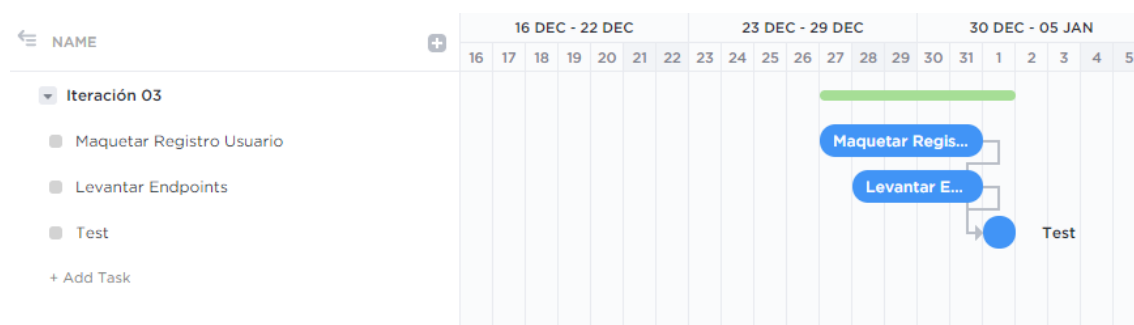 16 DEC - 22 DEC 23 DEC - 29 DEC 30 DEC - 05 JAN
NAME
16 17 18 19 20 21 22 23 24 25 26 27 28 29 30 31 1 2 3 4 5
Iteración 03
Maquetar Registro Usuario Maquetar Regis...
Levantar Endpoints Levantar E...
Test Test
+ Add Task